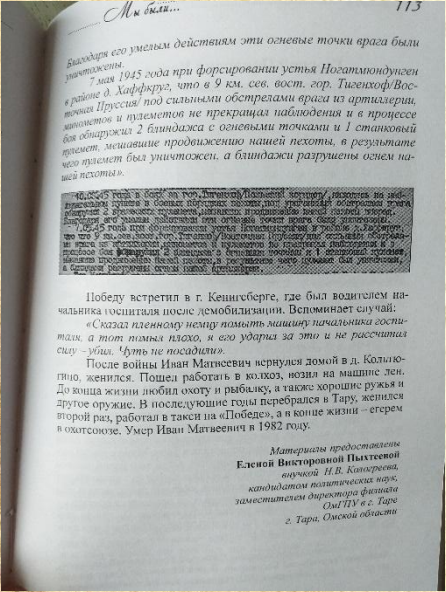 Мы были... 113
Благодаря его умелым действиям эти огневые точки врага были
уничтожены.
7 мая 1945 года при форсировании устья Ногатмюндунген
в районе д. Хаффкруг, что в 9 км. сев. вост. гор. Тигенхоф/Вос-
точная Пруссия/ под сильными обстрелами врага из артиллерии,
минометов и пулеметов не прекращал наблюдения и в процессе
боя обнаружил 2 блиндажа с огневыми точками и 1 станковый
пулемет, мешавшие продвижению нашей пехоты, в результате
чего пулемет был уничтожен, а блиндажи разрушены огнем на-
шей пехоты».
Победу встретил в г. Кенигсберге, где был водителем на-
чальника госпиталя после демобилизации. Вспоминает случай:
«Сказал пленному немцу помыть машину начальника госпи-
тали, а тот помыл плохо, я его ударил за это и не рассчитал
силу – убил. Чуть не посадили».
После войны Иван Матвеевич вернулся домой в д. Кольтю-
гино, женился. Пошел работать в колхоз, возил на машине лен.
До конца жизни любил охоту и рыбалку, а также хорошие ружья и
другое оружие. В последующие годы перебрался в Тару, женился
второй раз, работал в такси на «Победе», а в конце жизни – егерем
в охотсоюзе. Умер Иван Матвеевич в 1982 году.
Материалы предоставлены
Еленой Викторовной Пыхтеевой
внучкой Н.В. Кологреева,
кандидатом политических наук,
заместителем директора филиала
ОмГПУ в г. Таре
г. Тара, Омской области